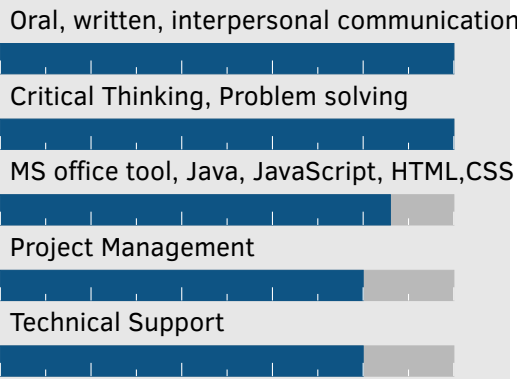 Oral, written, interpersonal communication
Critical Thinking, Problem solving
MS office tool, Java, JavaScript, HTML,CSS
Project Management
Technical Support